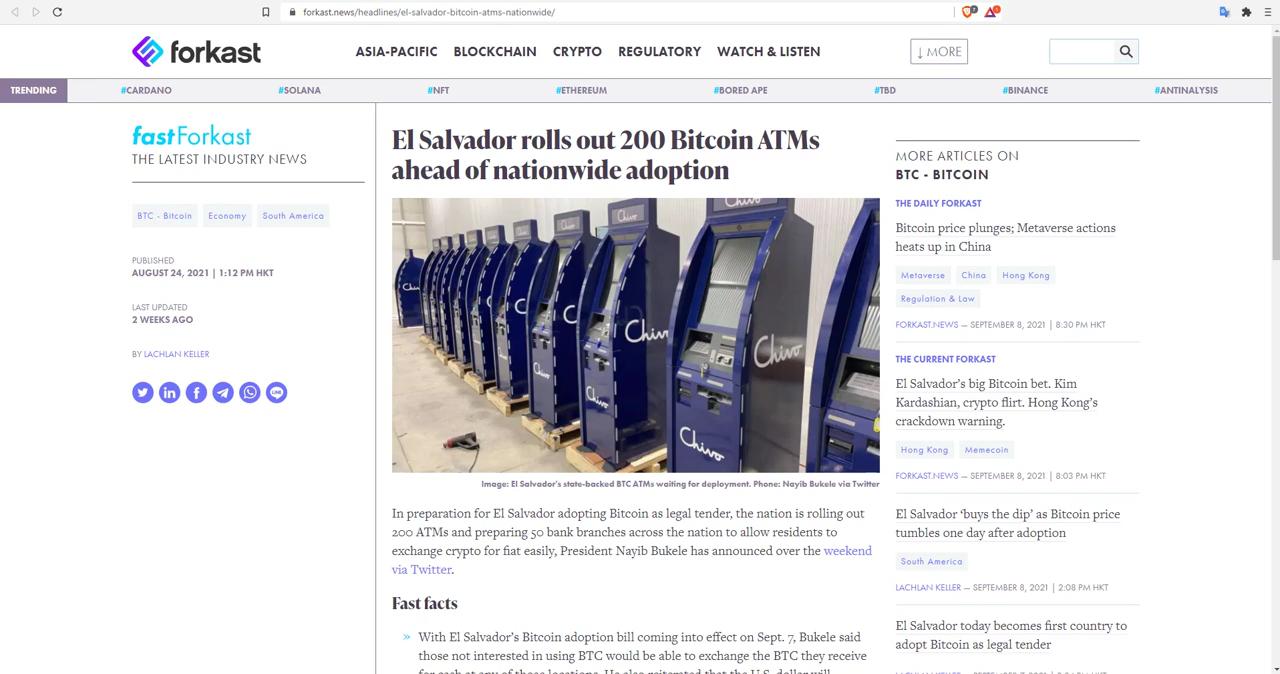 forkast.news/headlines/el-salvador-bitcoin-atms-nationwide/
forkast
ASIA-PACIFIC BLOCKCHAIN CRYPTO REGULATORY WATCH & LISTEN
↓ MORE
TRENDING #CARDANO #SOLANA #NFT #ETHEREUM #BORED APE #TBD #BINANCE #ANTINALYSIS
fastForkast
THE LATEST INDUSTRY NEWS
BTC - Bitcoin Economy South America
PUBLISHED
AUGUST 24, 2021 | 1:12 PM HKT
LAST UPDATED
2 WEEKS AGO
BY LACHLAN KELLER
El Salvador rolls out 200 Bitcoin ATMs
ahead of nationwide adoption
Chivo
Chivo
Chivo
Chivo
Chivo
Image: El Salvador's state-backed BTC ATMs waiting for deployment. Phone: Nayib Bukele via Twitter
In preparation for El Salvador adopting Bitcoin as legal tender, the nation is rolling out
200 ATMs and preparing 50 bank branches across the nation to allow residents to
exchange crypto for fiat easily, President Nayib Bukele has announced over the weekend
via Twitter.
Fast facts
» With El Salvador's Bitcoin adoption bill coming into effect on Sept. 7, Bukele said
those not interested in using BTC would be able to exchange the BTC they receive
MORE ARTICLES ON
BTC - BITCOIN
THE DAILY FORKAST
Bitcoin price plunges; Metaverse actions
heats up in China
Metaverse China Hong Kong
Regulation & Law
FORKAST.NEWS — SEPTEMBER 8, 2021 | 8:30 PM HKT
THE CURRENT FORKAST
El Salvador's big Bitcoin bet. Kim
Kardashian, crypto flirt. Hong Kong's
crackdown warning.
Hong Kong Memecoin
FORKAST.NEWS — SEPTEMBER 8, 2021 | 8:03 PM HKT
El Salvador 'buys the dip' as Bitcoin price
tumbles one day after adoption
South America
LACHLAN KELLER — SEPTEMBER 8, 2021 | 2:08 PM HKT
El Salvador today becomes first country to
adopt Bitcoin as legal tender